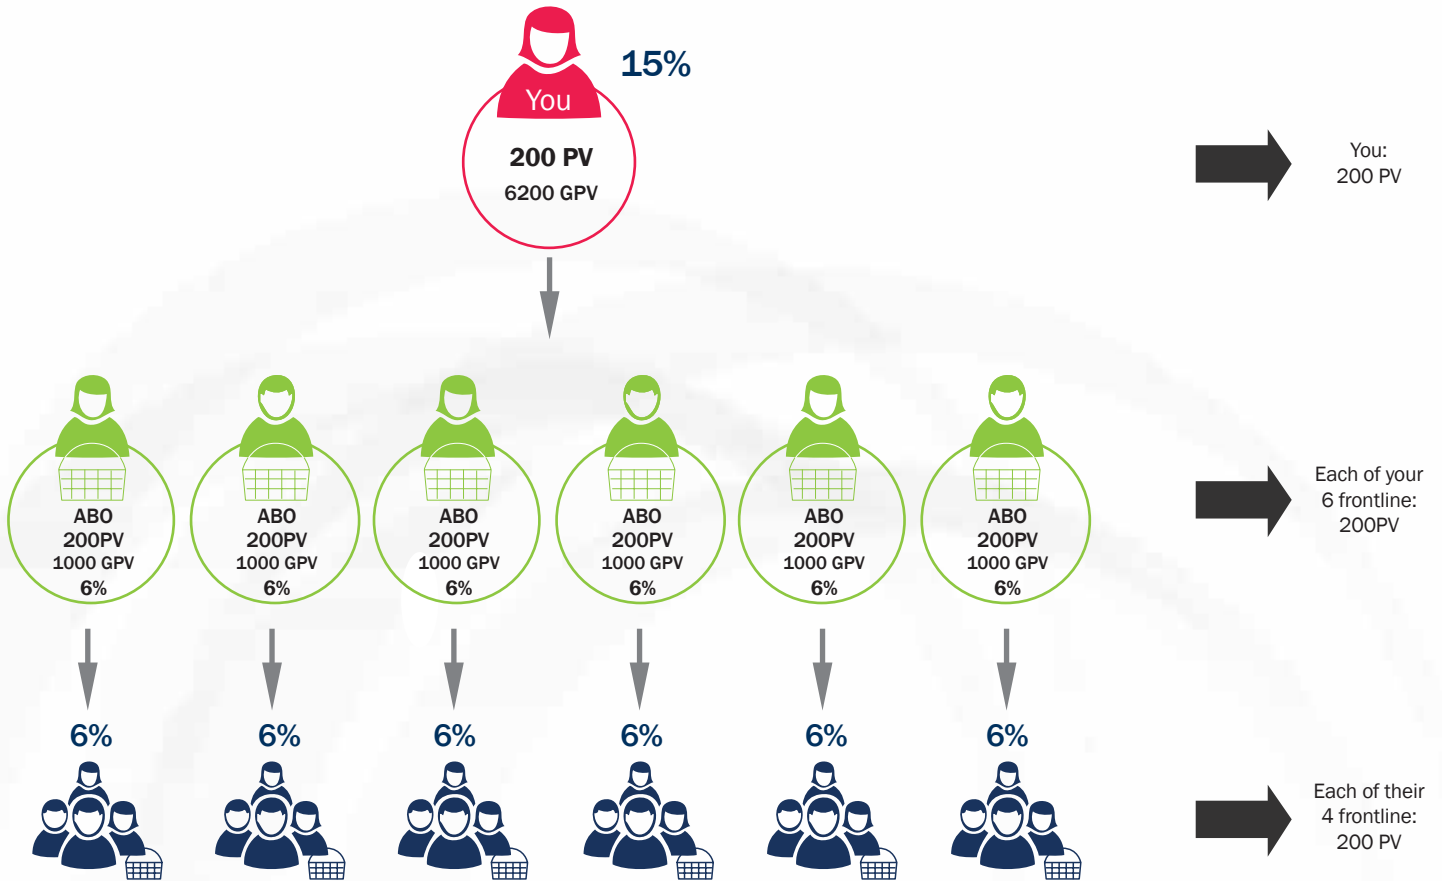 15%
You
200 PV
6200 GPV
You:
200 PV
ABO
200PV
1000 GPV
6%
ABO
200PV
1000 GPV
6%
ABO
200PV
1000 GPV
6%
ABO
200PV
1000 GPV
6%
ABO
200PV
1000 GPV
6%
ABO
200PV
1000 GPV
6%
Each of your
6 frontline:
200PV
6%
6%
6%
6%
6%
6%
Each of their
4 frontline:
200 PV